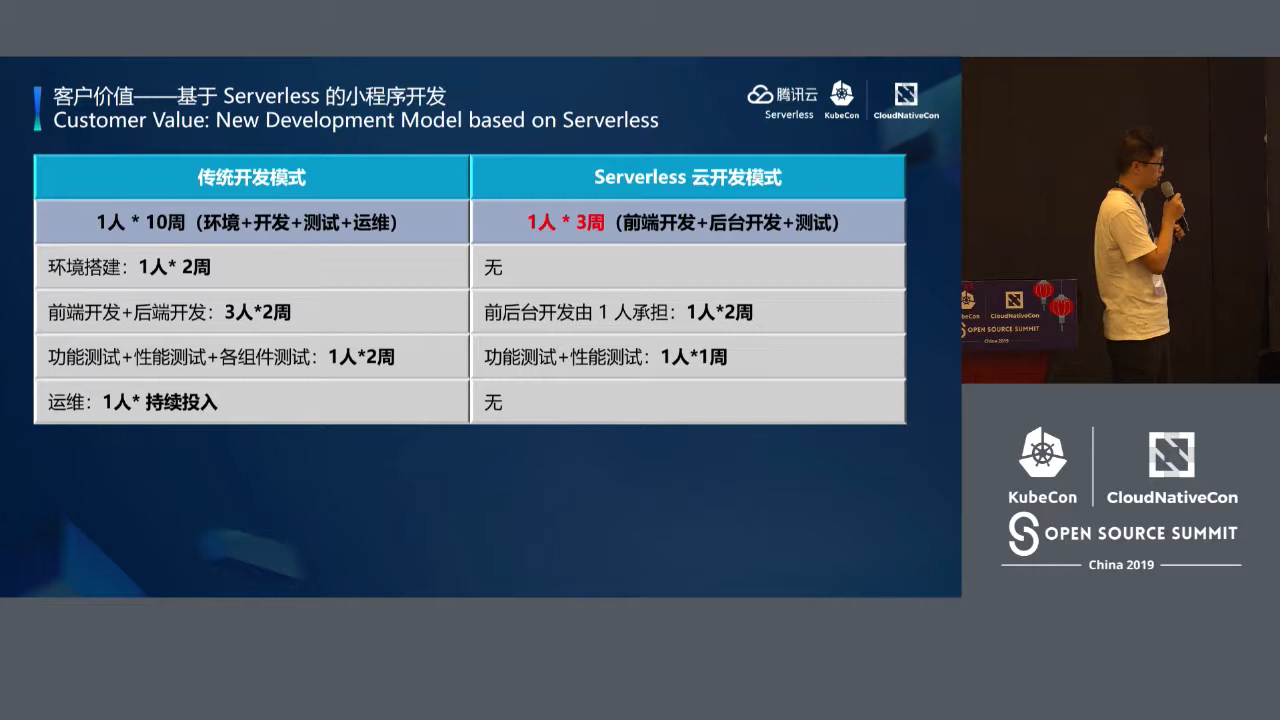 客户价值——基于 Serverless 的小程序开发
Customer Value: New Development Model based on Serverless
腾讯云
Serverless
KubeCon
CloudNativeCon
传统开发模式
Serverless 云开发模式
1人 * 10周（环境+开发+测试+运维）
1人 * 3周（前端开发+后台开发+测试）
环境搭建：1人* 2周
无
前端开发+后端开发：3人*2周
前后台开发由 1 人承担：1人*2周
功能测试+性能测试+各组件测试：1人*2周
功能测试+性能测试：1人*1周
运维：1人* 持续投入
无
CloudNativeCon
OPEN SOURCE SUMMIT
China 2019
KubeCon
CloudNativeCon
OPEN SOURCE SUMMIT
China 2019